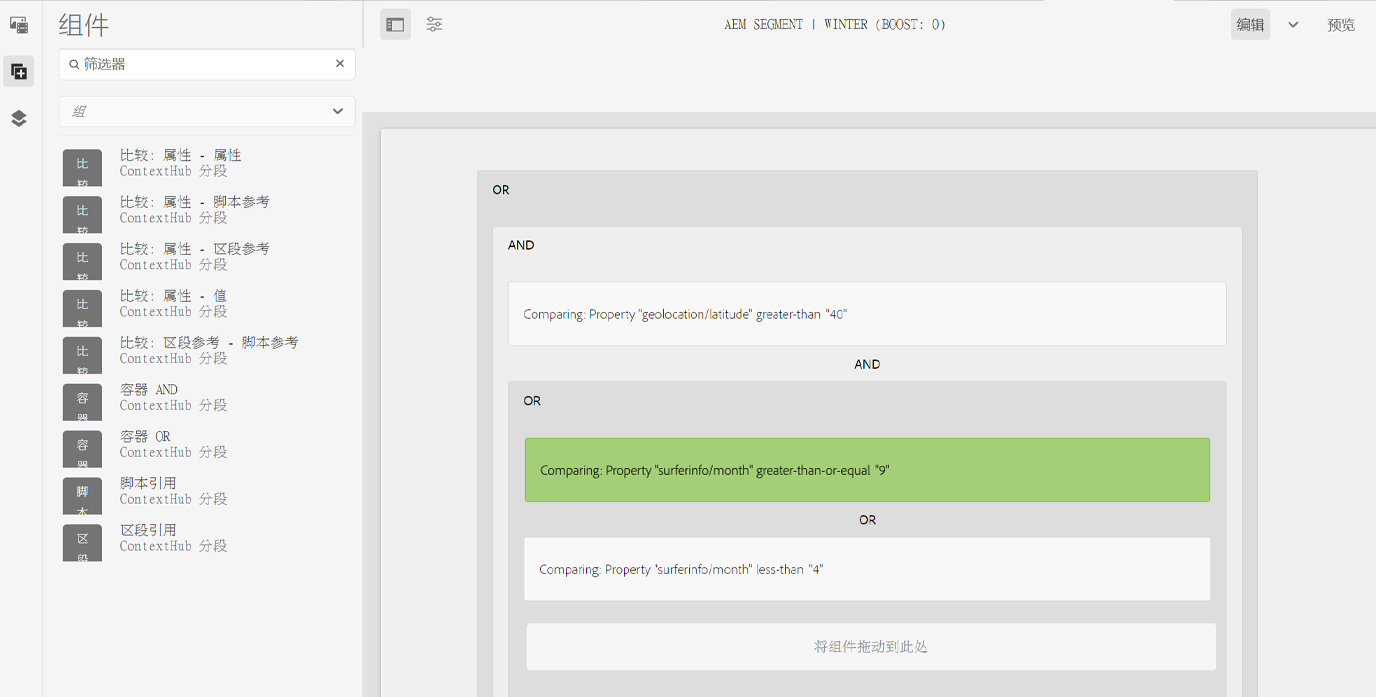 组件
筛选器
组
比较
比较: 属性 - 属性
ContextHub 分段
比较
比较: 属性 - 脚本参考
ContextHub 分段
比较
比较: 属性 - 区段参考
ContextHub 分段
比较
比较: 属性 - 值
ContextHub 分段
比较
比较: 区段参考 - 脚本参考
ContextHub 分段
容器
容器 AND
ContextHub 分段
容器
容器 OR
ContextHub 分段
脚本
脚本引用
ContextHub 分段
区段
区段引用
ContextHub 分段
AEM SEGMENT | WINTER (BOOST: 0)
编辑
预览
OR
AND
Comparing: Property "geolocation/latitude" greater-than "40"
AND
OR
Comparing: Property "surferinfo/month" greater-than-or-equal "9"
OR
Comparing: Property "surferinfo/month" less-than "4"
将组件拖动到此处